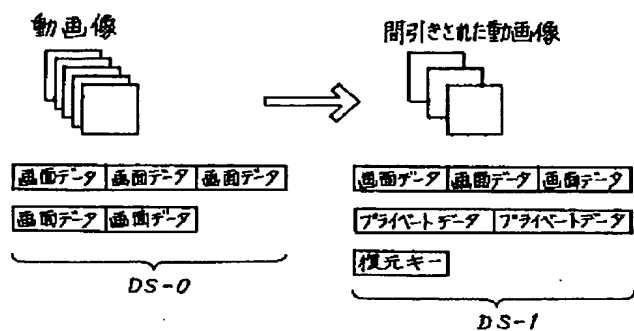 動画像
間引きされた動画像
画面データ 画面データ 画面データ
画面データ 画面データ
DS-0
画面データ 画面データ 画面データ
プライベートデータ プライベートデータ
復元キー
DS-1